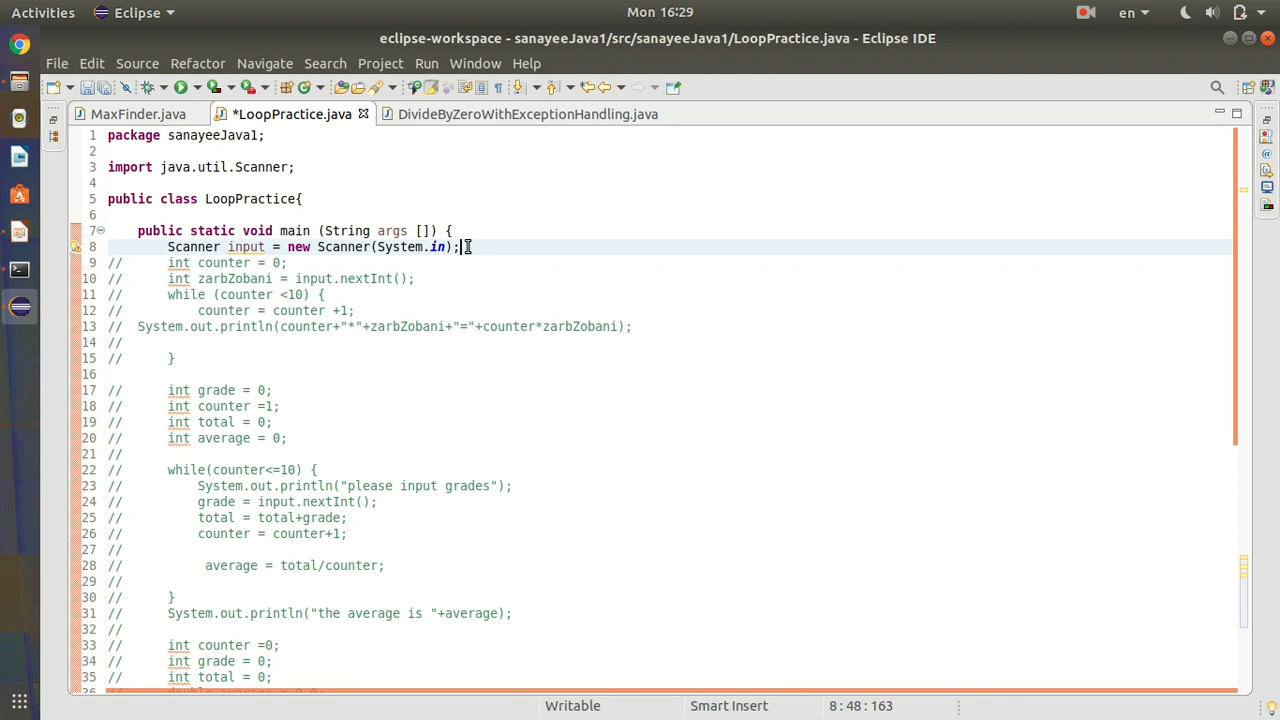 Activities Eclipse Mon 16:29 en
eclipse-workspace - sanayeeJava1/src/sanayeeJava1/LoopPractice.java - Eclipse IDE
File Edit Source Refactor Navigate Search Project Run Window Help
MaxFinder.java *LoopPractice.java DivideByZeroWithExceptionHandling.java
1 package sanayeeJava1;
2
3 import java.util.Scanner;
4
5 public class LoopPractice{
6
7 public static void main (String args []) {
8 Scanner input = new Scanner(System.in);
9 // int counter = 0;
10 // int zarbZobani = input.nextInt();
11 // while (counter <10) {
12 // counter = counter +1;
13 // System.out.println(counter+"*"+zarbZobani+"="+counter*zarbZobani);
14 //
15 // }
16
17 // int grade = 0;
18 // int counter =1;
19 // int total = 0;
20 // int average = 0;
21 //
22 // while(counter<=10) {
23 // System.out.println("please input grades");
24 // grade = input.nextInt();
25 // total = total+grade;
26 // counter = counter+1;
27 //
28 // average = total/counter;
29 //
30 // }
31 // System.out.println("the average is "+average);
32 //
33 // int counter =0;
34 // int grade = 0;
35 // int total = 0;
36 // double average = 0.0;
Writable Smart Insert 8:48:163